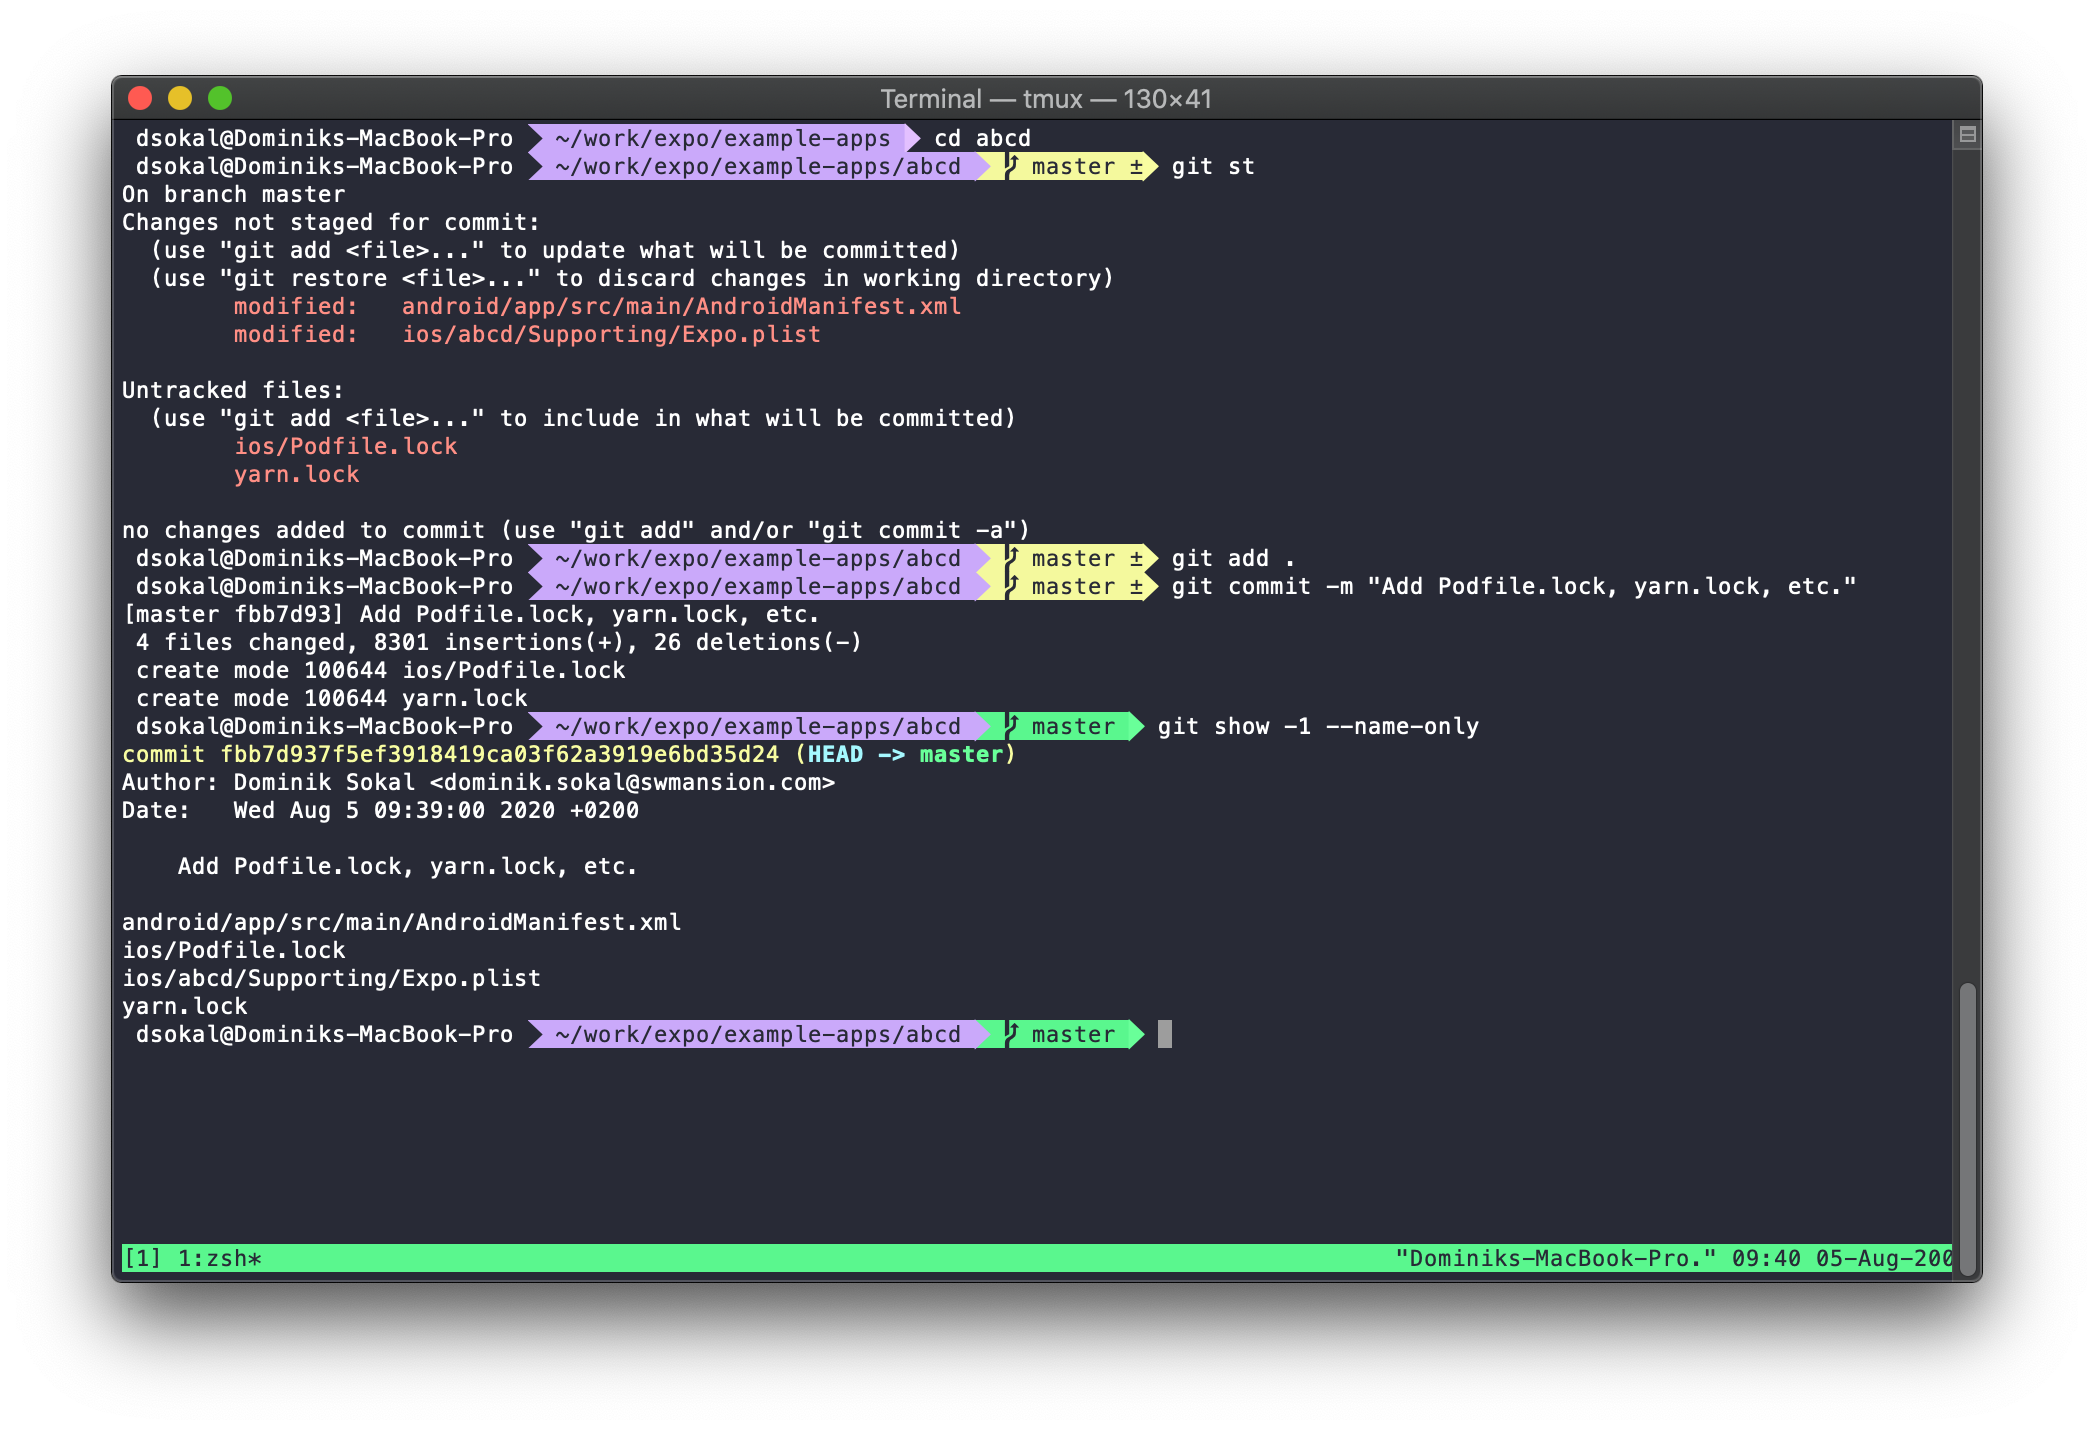 Terminal — tmux — 130×41
dsokal@Dominiks-MacBook-Pro ~/work/expo/example-apps cd abcd
dsokal@Dominiks-MacBook-Pro ~/work/expo/example-apps/abcd master ± git st
On branch master
Changes not staged for commit:
  (use "git add <file>..." to update what will be committed)
  (use "git restore <file>..." to discard changes in working directory)
        modified:   android/app/src/main/AndroidManifest.xml
        modified:   ios/abcd/Supporting/Expo.plist
Untracked files:
  (use "git add <file>..." to include in what will be committed)
        ios/Podfile.lock
        yarn.lock
no changes added to commit (use "git add" and/or "git commit -a")
dsokal@Dominiks-MacBook-Pro ~/work/expo/example-apps/abcd master ± git add .
dsokal@Dominiks-MacBook-Pro ~/work/expo/example-apps/abcd master ± git commit -m "Add Podfile.lock, yarn.lock, etc."
[master fbb7d93] Add Podfile.lock, yarn.lock, etc.
 4 files changed, 8301 insertions(+), 26 deletions(-)
 create mode 100644 ios/Podfile.lock
 create mode 100644 yarn.lock
dsokal@Dominiks-MacBook-Pro ~/work/expo/example-apps/abcd master git show -1 --name-only
commit fbb7d937f5ef3918419ca03f62a3919e6bd35d24 (HEAD -> master)
Author: Dominik Sokal <dominik.sokal@swmansion.com>
Date:   Wed Aug 5 09:39:00 2020 +0200
    Add Podfile.lock, yarn.lock, etc.
android/app/src/main/AndroidManifest.xml
ios/Podfile.lock
ios/abcd/Supporting/Expo.plist
yarn.lock
dsokal@Dominiks-MacBook-Pro ~/work/expo/example-apps/abcd master
[1] 1:zsh* "Dominiks-MacBook-Pro." 09:40 05-Aug-200